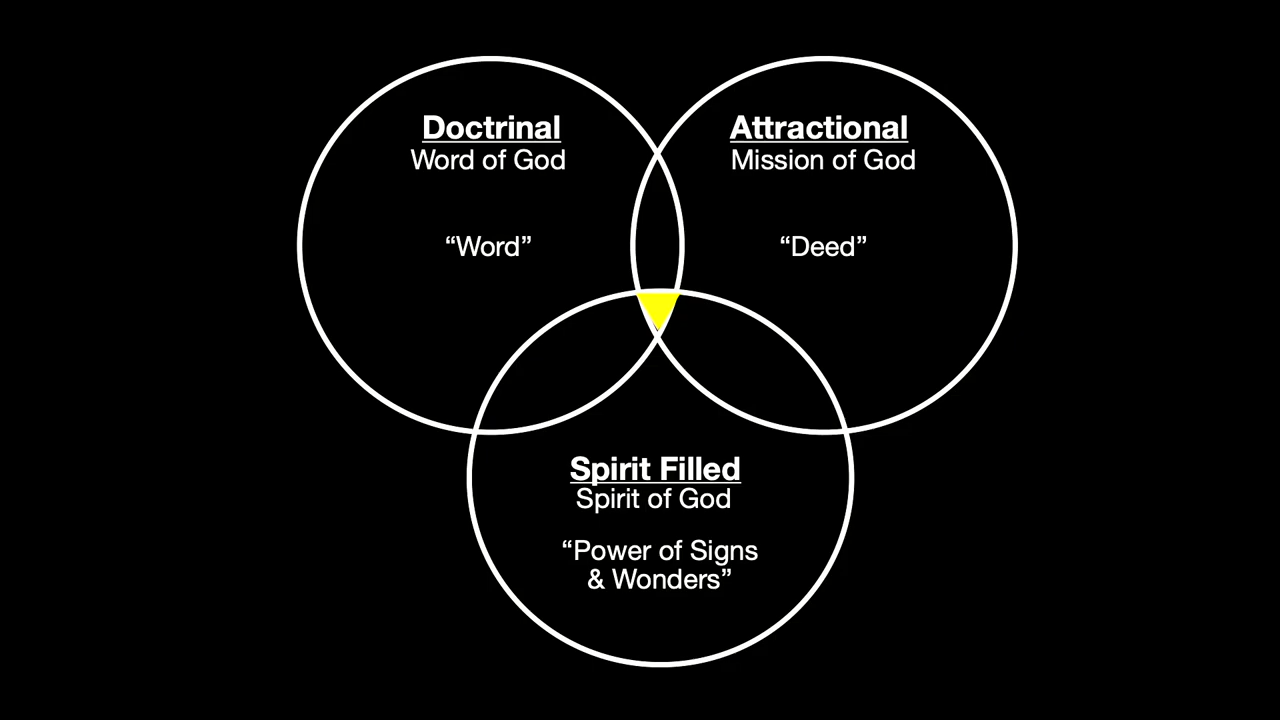 Doctrinal
Word of God
“Word”
Attractional
Mission of God
“Deed”
Spirit Filled
Spirit of God
“Power of Signs
& Wonders”